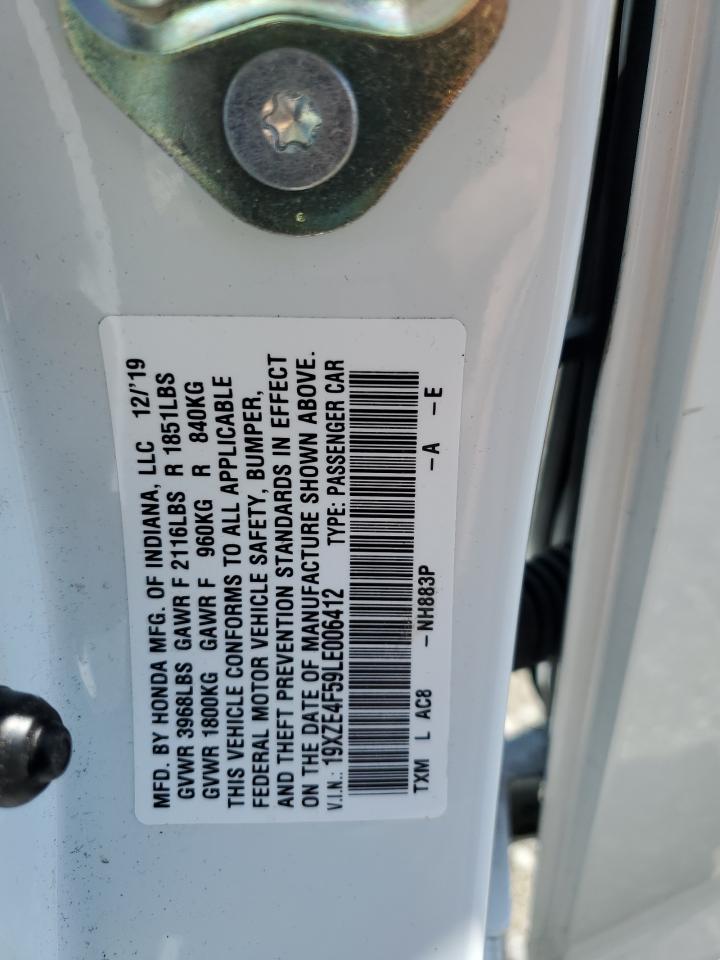 MFD. BY HONDA MFG. OF INDIANA, LLC 12/'19
GVWR 3968LBS GAWR F 2116LBS R 1851LBS
GVWR 1800KG GAWR F 960KG R 840KG
THIS VEHICLE CONFORMS TO ALL APPLICABLE
FEDERAL MOTOR VEHICLE SAFETY, BUMPER,
AND THEFT PREVENTION STANDARDS IN EFFECT
ON THE DATE OF MANUFACTURE SHOWN ABOVE.
V.I.N.: 19XZE4F59LE006412 TYPE: PASSENGER CAR
TXM L AC8 -NH883P -A -E